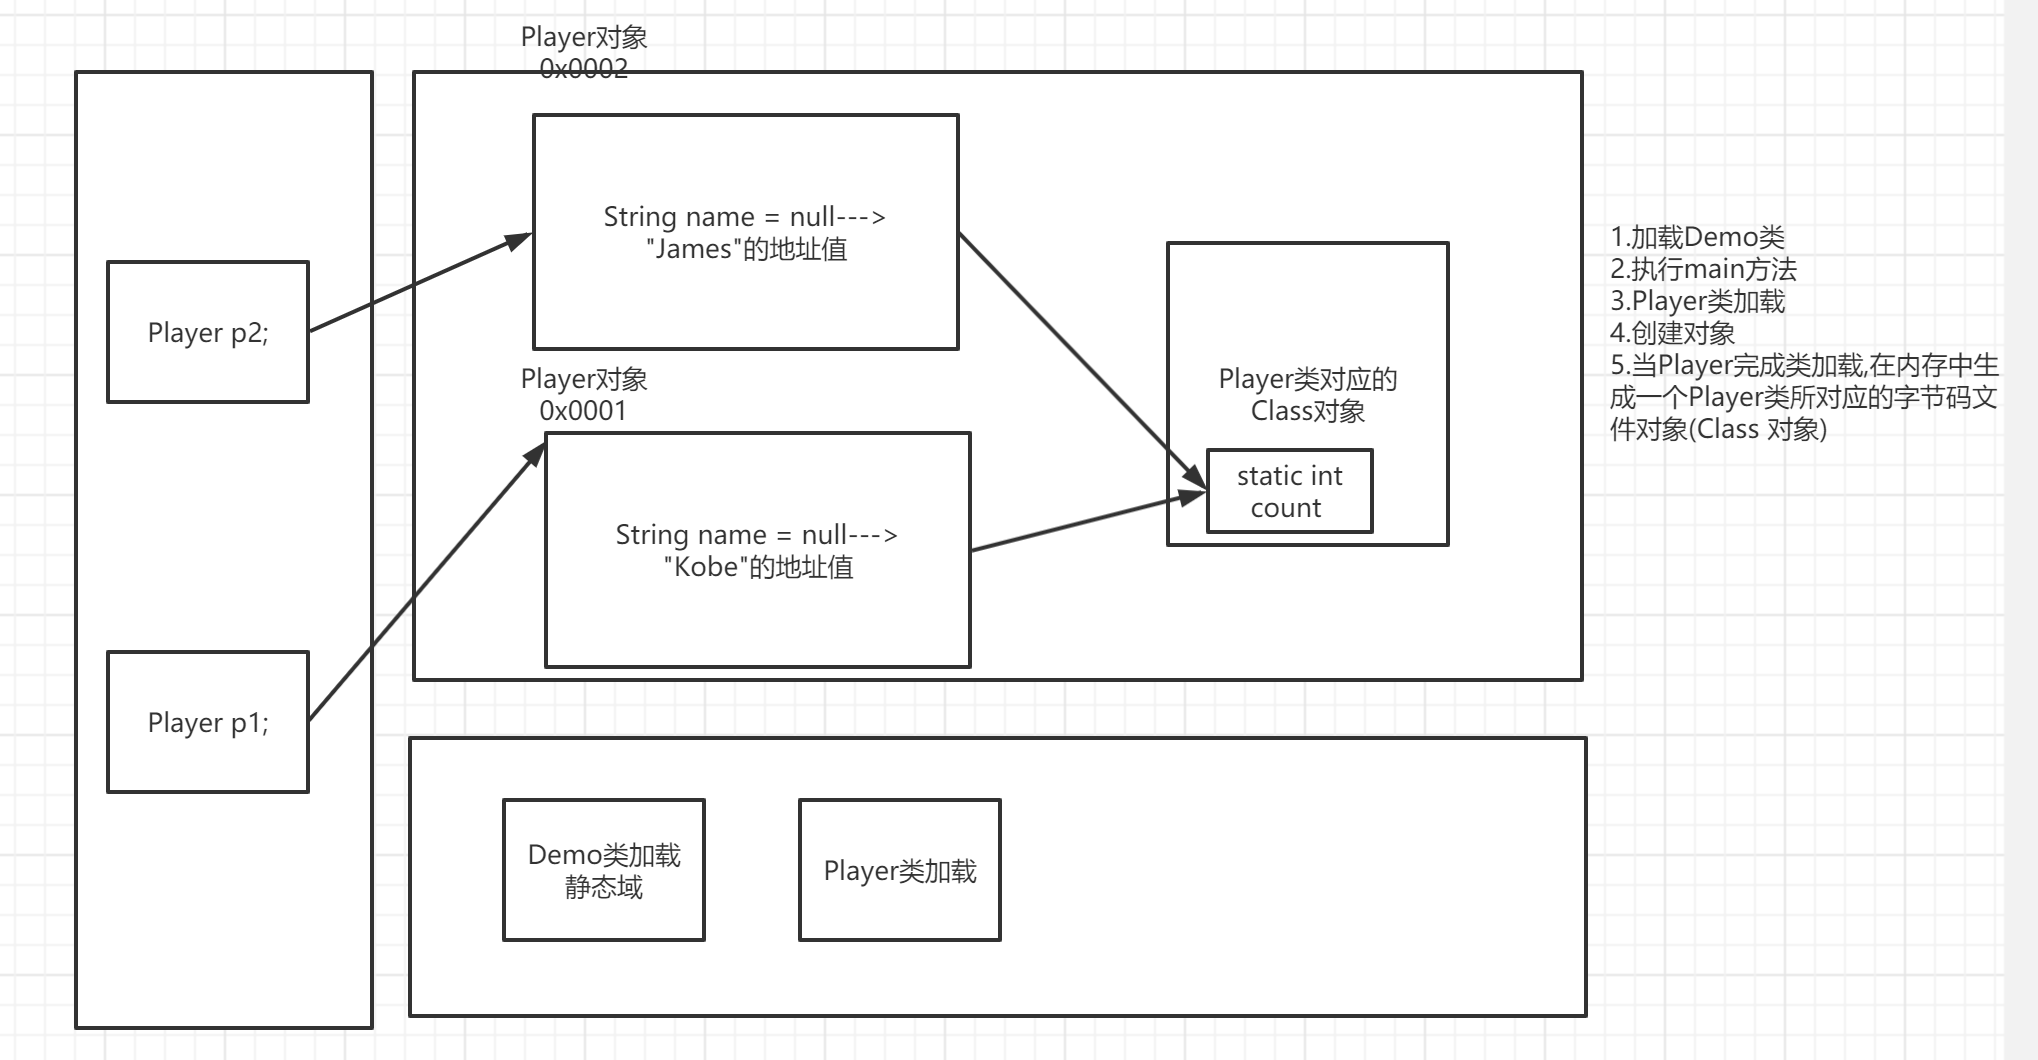 Player对象
0x0002
String name = null--->
"James"的地址值
Player p2;
Player对象
0x0001
String name = null--->
"Kobe"的地址值
Player p1;
Player类对应的
Class对象
static int
count
1.加载Demo类
2.执行main方法
3.Player类加载
4.创建对象
5.当Player完成类加载,在内存中生
成一个Player类所对应的字节码文
件对象(Class 对象)
Demo类加载
静态域
Player类加载